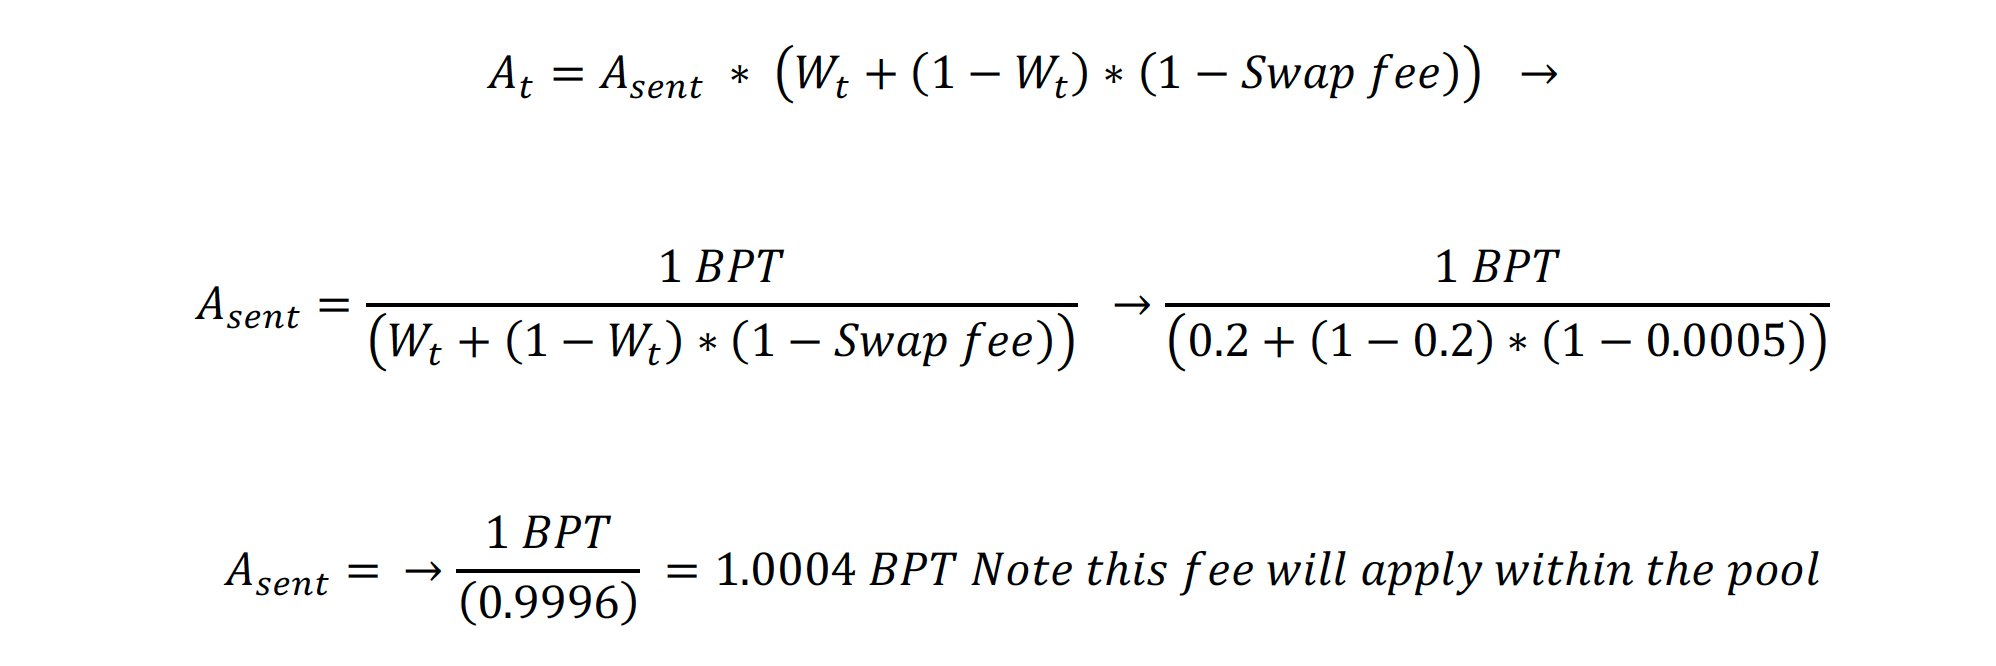 A_t = A_sent * (W_t + (1 − W_t) * (1 − Swap fee)) →
A_sent = 1 BPT / (W_t + (1 − W_t) * (1 − Swap fee)) → 1 BPT / (0.2 + (1 − 0.2) * (1 − 0.0005))
A_sent = → 1 BPT / (0.9996) = 1.0004 BPT Note this fee will apply within the pool